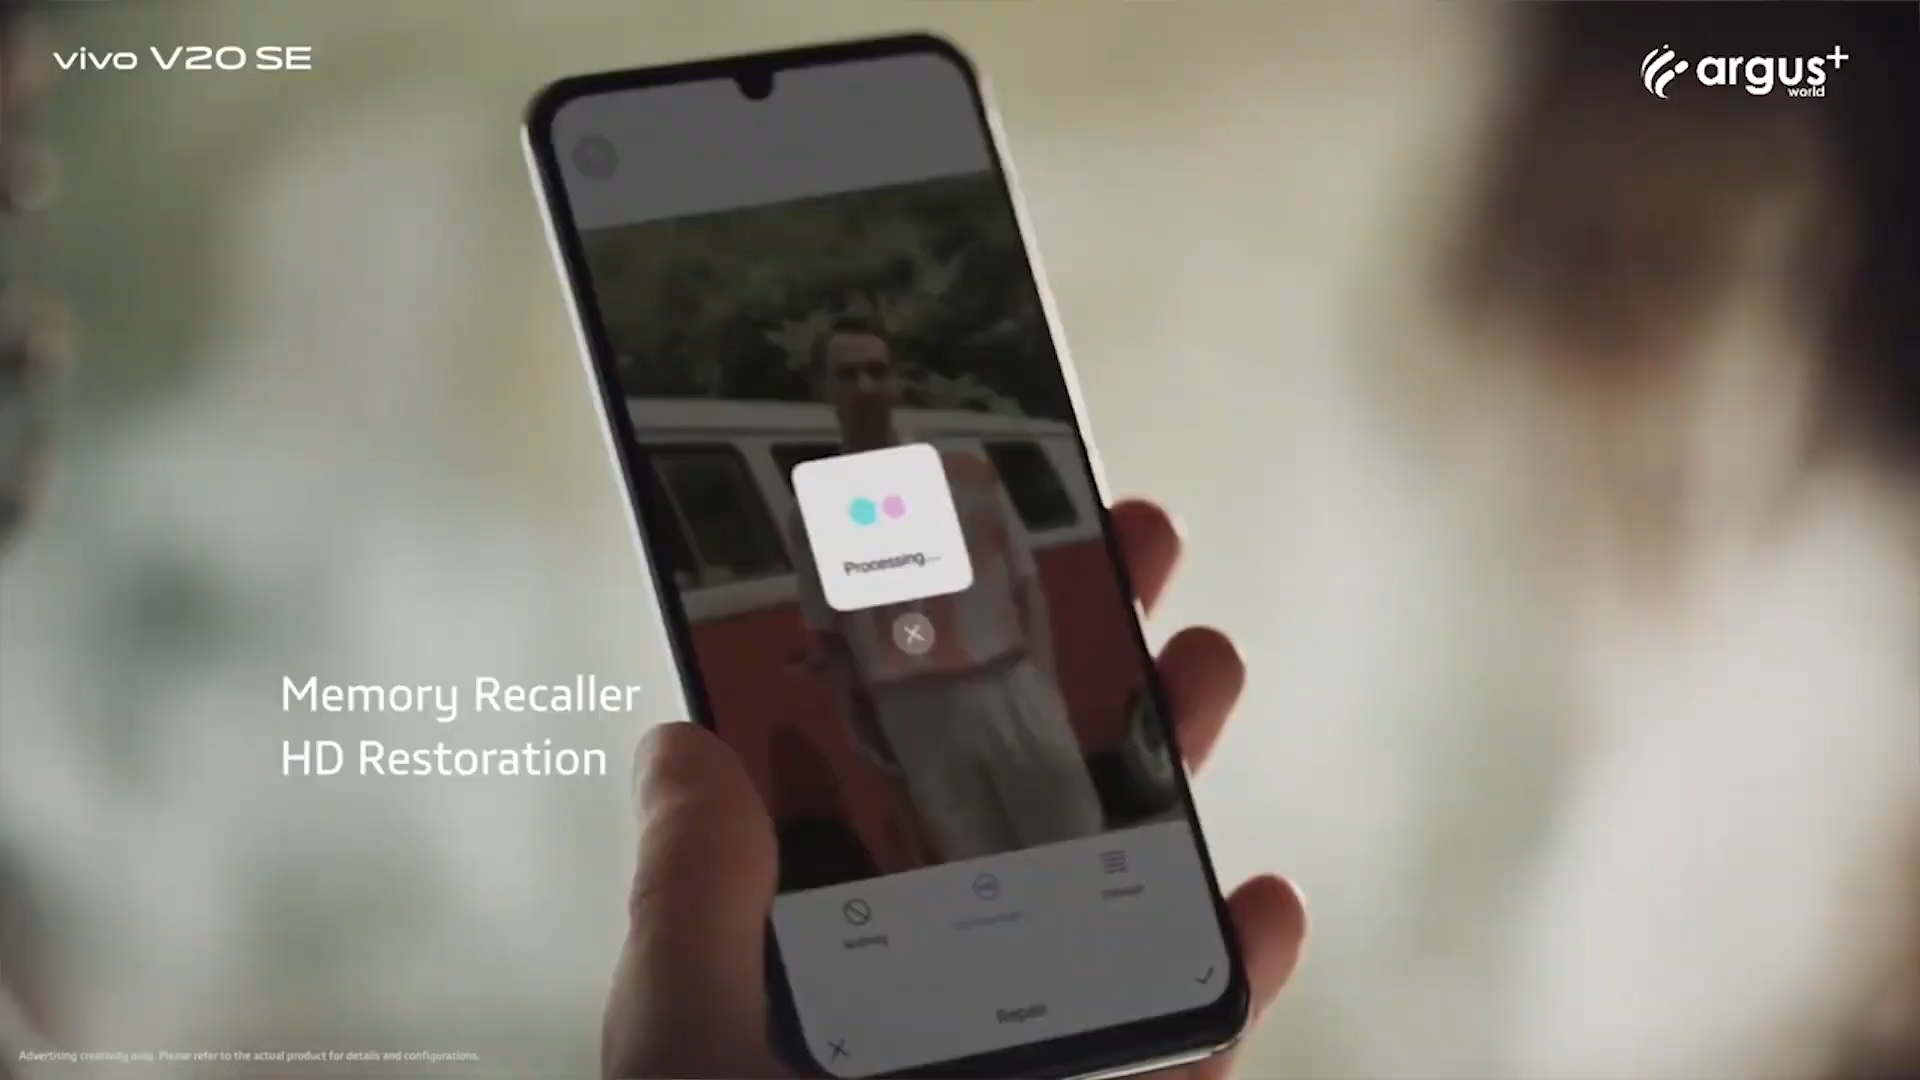 vivo V20 SE
argus+
world
Processing...
Memory Recaller
HD Restoration
Repair
Advertising creativity only. Please refer to the actual product for details and configurations.